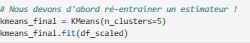 # Nous devons d'abord ré-entrainer un estimateur !
kmeans_final = KMeans(n_clusters=5)
kmeans_final.fit(df_scaled)